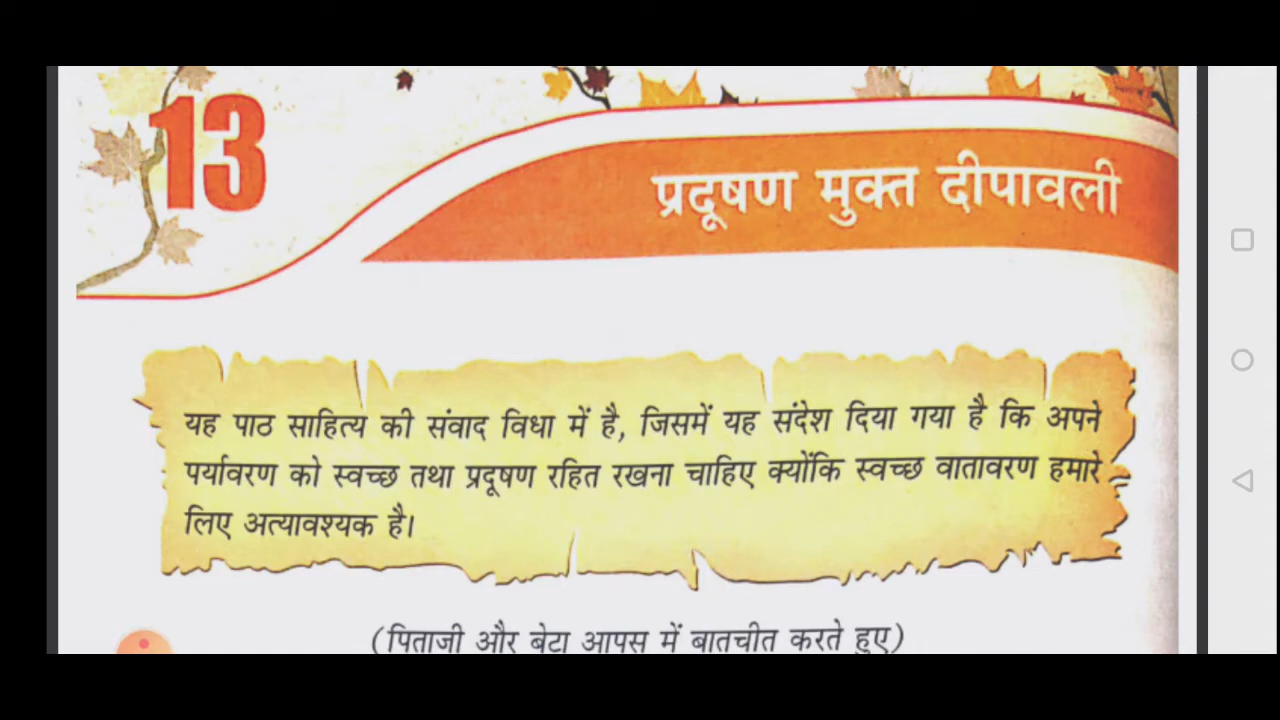 13
प्रदूषण मुक्त दीपावली
यह पाठ साहित्य की संवाद विधा में है, जिसमें यह संदेश दिया गया है कि अपने
पर्यावरण को स्वच्छ तथा प्रदूषण रहित रखना चाहिए क्योंकि स्वच्छ वातावरण हमारे
लिए अत्यावश्यक है।
(पिताजी और बेटा आपस में बातचीत करते हुए)